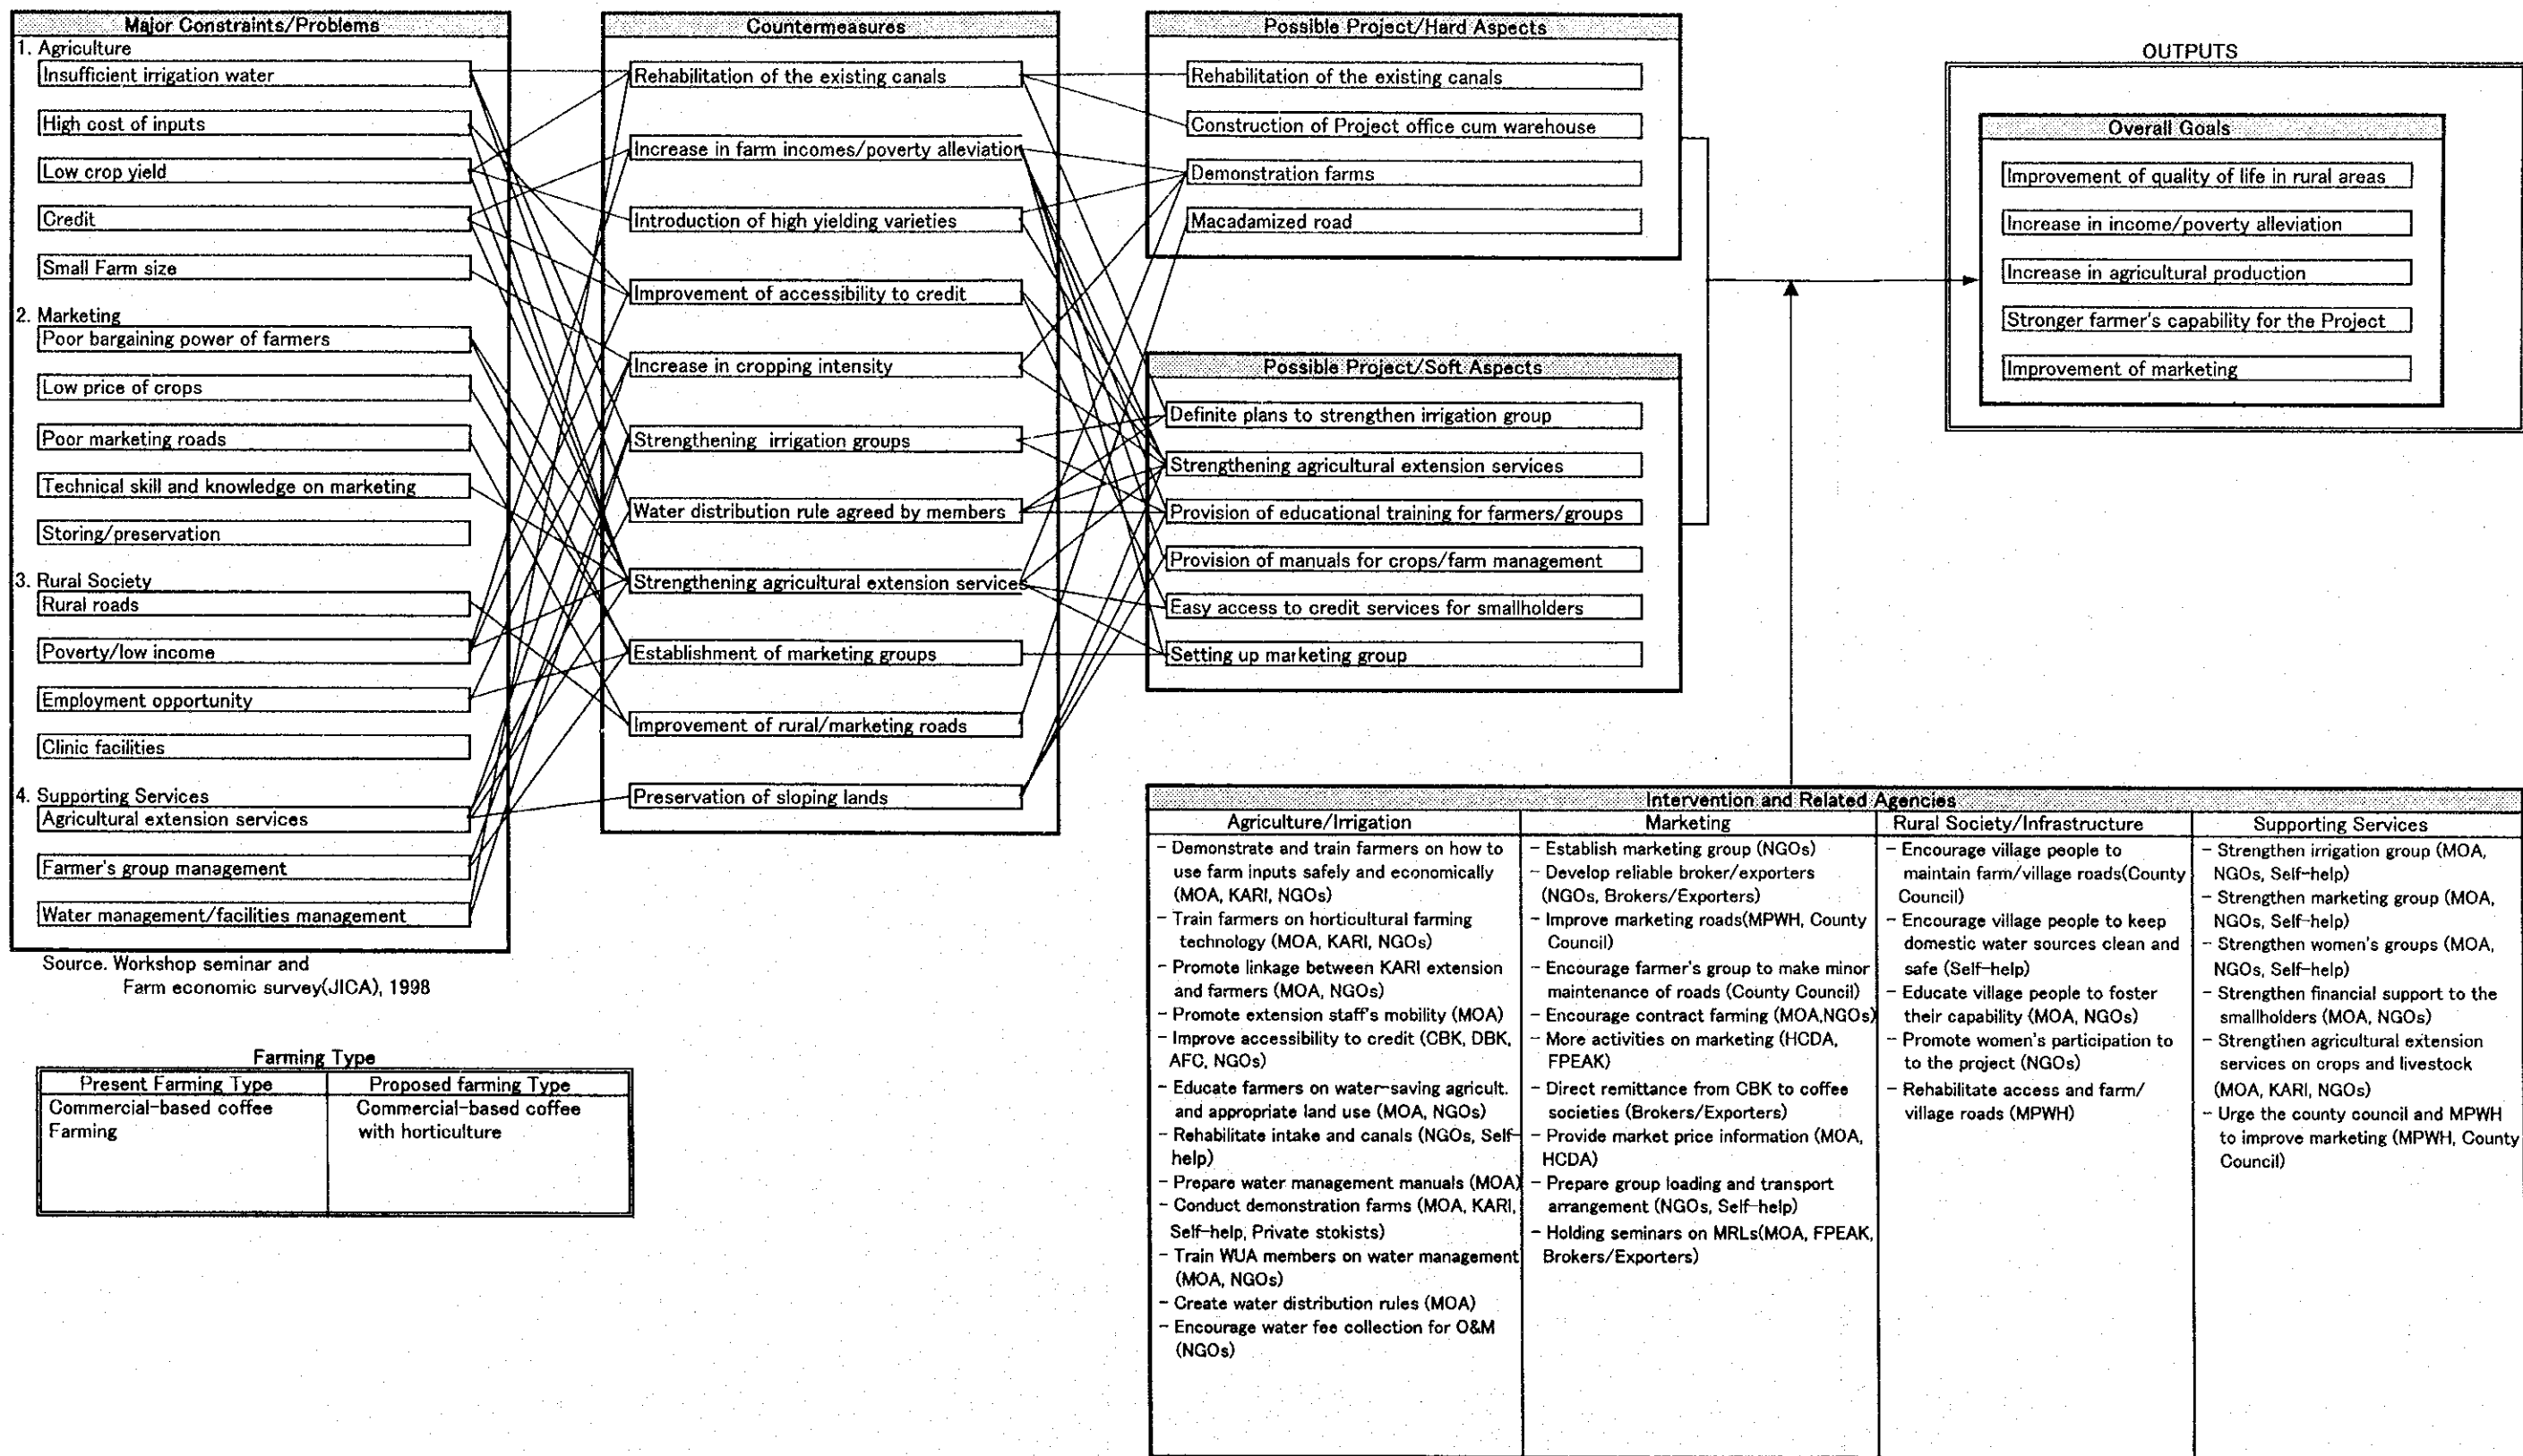 Major Constraints/Problems
1. Agriculture
Insufficient irrigation water
High cost of inputs
Low crop yield
Credit
Small Farm size
2. Marketing
Poor bargaining power of farmers
Low price of crops
Poor marketing roads
Technical skill and knowledge on marketing
Storing/preservation
3. Rural Society
Rural roads
Poverty/low income
Employment opportunity
Clinic facilities
4. Supporting Services
Agricultural extension services
Farmer's group management
Water management/facilities management
Source. Workshop seminar and
Farm economic survey(JICA), 1998
Countermeasures
Rehabilitation of the existing canals
Increase in farm incomes/poverty alleviation
Introduction of high yielding varieties
Improvement of accessibility to credit
Increase in cropping intensity
Strengthening irrigation groups
Water distribution rule agreed by members
Strengthening agricultural extension services
Establishment of marketing groups
Improvement of rural/marketing roads
Preservation of sloping lands
Possible Project/Hard Aspects
Rehabilitation of the existing canals
Construction of Project office cum warehouse
Demonstration farms
Macadamized road
Possible Project/Soft Aspects
Definite plans to strengthen irrigation group
Strengthening agricultural extension services
Provision of educational training for farmers/groups
Provision of manuals for crops/farm management
Easy access to credit services for smallholders
Setting up marketing group
OUTPUTS
Overall Goals
Improvement of quality of life in rural areas
Increase in income/poverty alleviation
Increase in agricultural production
Stronger farmer's capability for the Project
Improvement of marketing
Farming Type
Present Farming Type
Proposed farming Type
Commercial-based coffee
Farming
Commercial-based coffee
with horticulture
Intervention and Related Agencies
Agriculture/Irrigation
- Demonstrate and train farmers on how to
use farm inputs safely and economically
(MOA, KARI, NGOs)
- Train farmers on horticultural farming
technology (MOA, KARI, NGOs)
- Promote linkage between KARI extension
and farmers (MOA, NGOs)
- Promote extension staff's mobility (MOA)
- Improve accessibility to credit (CBK, DBK,
AFC, NGOs)
- Educate farmers on water-saving agricult.
and appropriate land use (MOA, NGOs)
- Rehabilitate intake and canals (NGOs, Self-
help)
- Prepare water management manuals (MOA)
- Conduct demonstration farms (MOA, KARI,
Self-help, Private stokists)
- Train WUA members on water management
(MOA, NGOs)
- Create water distribution rules (MOA)
- Encourage water fee collection for O&M
(NGOs)
Marketing
- Establish marketing group (NGOs)
- Develop reliable broker/exporters
(NGOs, Brokers/Exporters)
- Improve marketing roads(MPWH, County
Council)
- Encourage farmer's group to make minor
maintenance of roads (County Council)
- Encourage contract farming (MOA,NGOs)
- More activities on marketing (HCDA,
FPEAK)
- Direct remittance from CBK to coffee
societies (Brokers/Exporters)
- Provide market price information (MOA,
HCDA)
- Prepare group loading and transport
arrangement (NGOs, Self-help)
- Holding seminars on MRLs(MOA, FPEAK,
Brokers/Exporters)
Rural Society/Infrastructure
- Encourage village people to
maintain farm/village roads(County
Council)
- Encourage village people to keep
domestic water sources clean and
safe (Self-help)
- Educate village people to foster
their capability (MOA, NGOs)
- Promote women's participation to
to the project (NGOs)
- Rehabilitate access and farm/
village roads (MPWH)
Supporting Services
- Strengthen irrigation group (MOA,
NGOs, Self-help)
- Strengthen marketing group (MOA,
NGOs, Self-help)
- Strengthen women's groups (MOA,
NGOs, Self-help)
- Strengthen financial support to the
smallholders (MOA, NGOs)
- Strengthen agricultural extension
services on crops and livestock
(MOA, KARI, NGOs)
- Urge the county council and MPWH
to improve marketing (MPWH, County
Council)